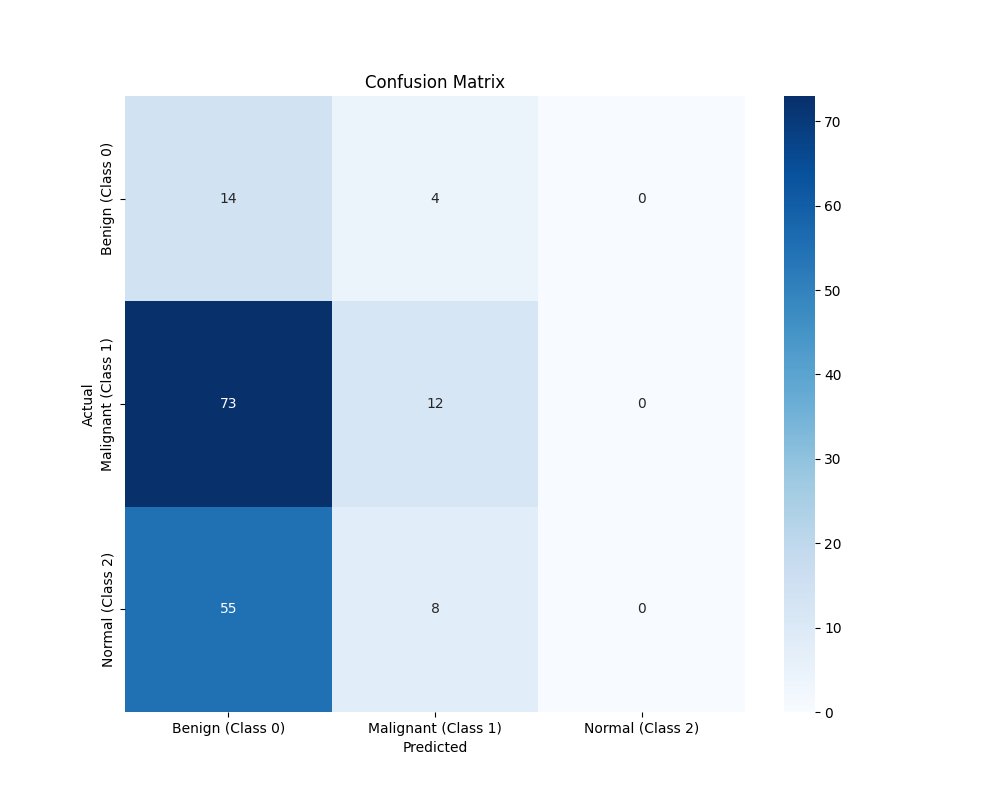 Confusion Matrix
Actual
Benign (Class 0)
14
4
0
Malignant (Class 1)
73
12
0
Normal (Class 2)
55
8
0
Benign (Class 0)
Malignant (Class 1)
Normal (Class 2)
Predicted
70
60
50
40
30
20
10
0